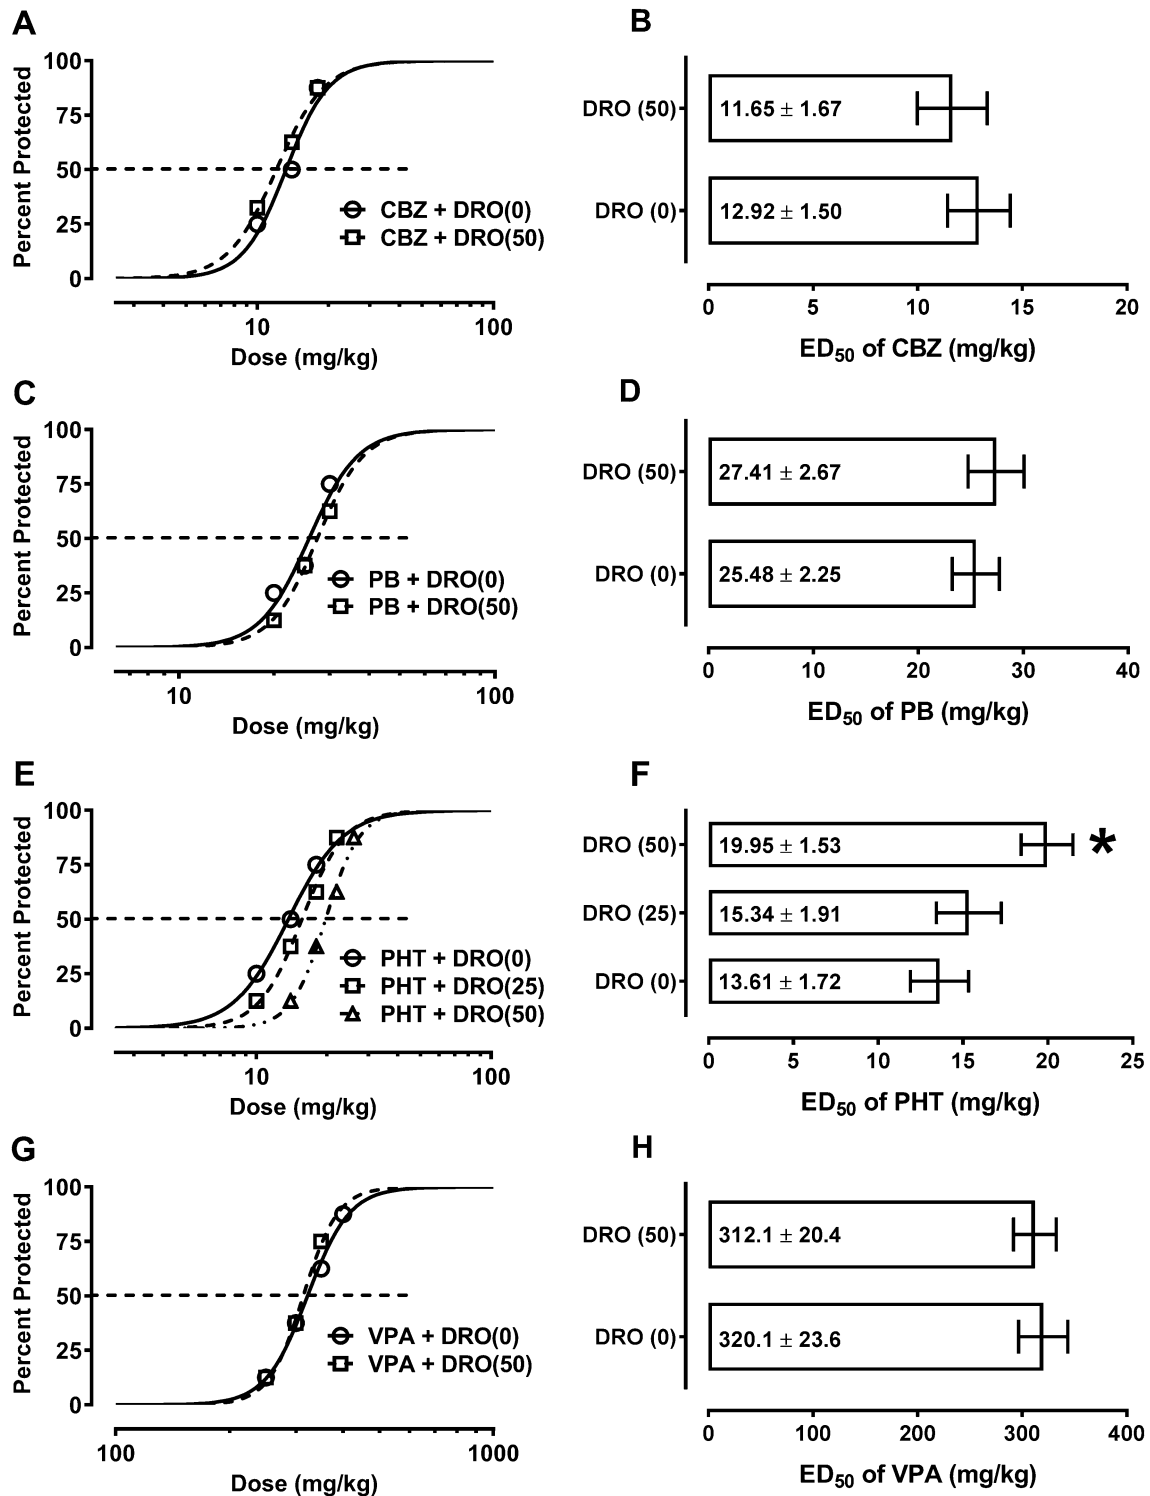 A
Percent Protected
100
75
50
25
0
CBZ + DRO(0)
CBZ + DRO(50)
10
100
Dose (mg/kg)
B
DRO (50)
11.65 ± 1.67
DRO (0)
12.92 ± 1.50
0 5 10 15 20
ED50 of CBZ (mg/kg)
C
Percent Protected
100
75
50
25
0
PB + DRO(0)
PB + DRO(50)
10
100
Dose (mg/kg)
D
DRO (50)
27.41 ± 2.67
DRO (0)
25.48 ± 2.25
0 10 20 30 40
ED50 of PB (mg/kg)
E
Percent Protected
100
75
50
25
0
PHT + DRO(0)
PHT + DRO(25)
PHT + DRO(50)
10
100
Dose (mg/kg)
F
DRO (50)
19.95 ± 1.53
*
DRO (25)
15.34 ± 1.91
DRO (0)
13.61 ± 1.72
0 5 10 15 20 25
ED50 of PHT (mg/kg)
G
Percent Protected
100
75
50
25
0
VPA + DRO(0)
VPA + DRO(50)
100
1000
Dose (mg/kg)
H
DRO (50)
312.1 ± 20.4
DRO (0)
320.1 ± 23.6
0 100 200 300 400
ED50 of VPA (mg/kg)